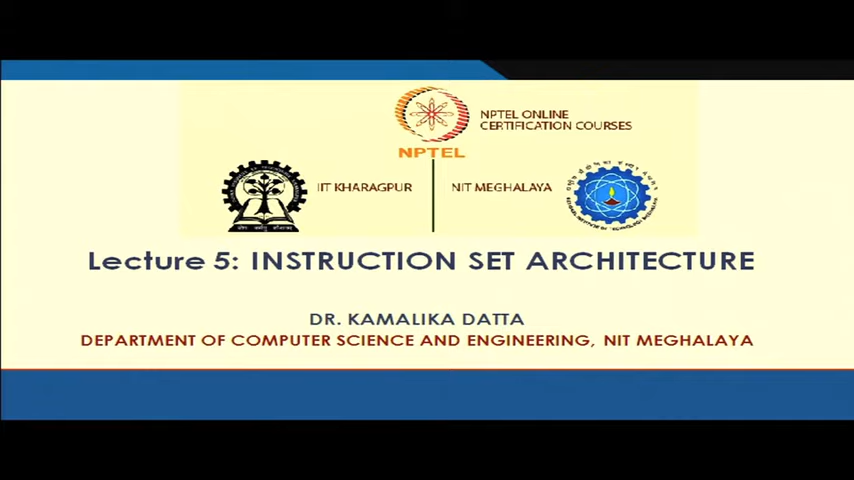 NPTEL ONLINE
CERTIFICATION COURSES
NPTEL
IIT KHARAGPUR
NIT MEGHALAYA
Lecture 5: INSTRUCTION SET ARCHITECTURE
DR. KAMALIKA DATTA
DEPARTMENT OF COMPUTER SCIENCE AND ENGINEERING, NIT MEGHALAYA